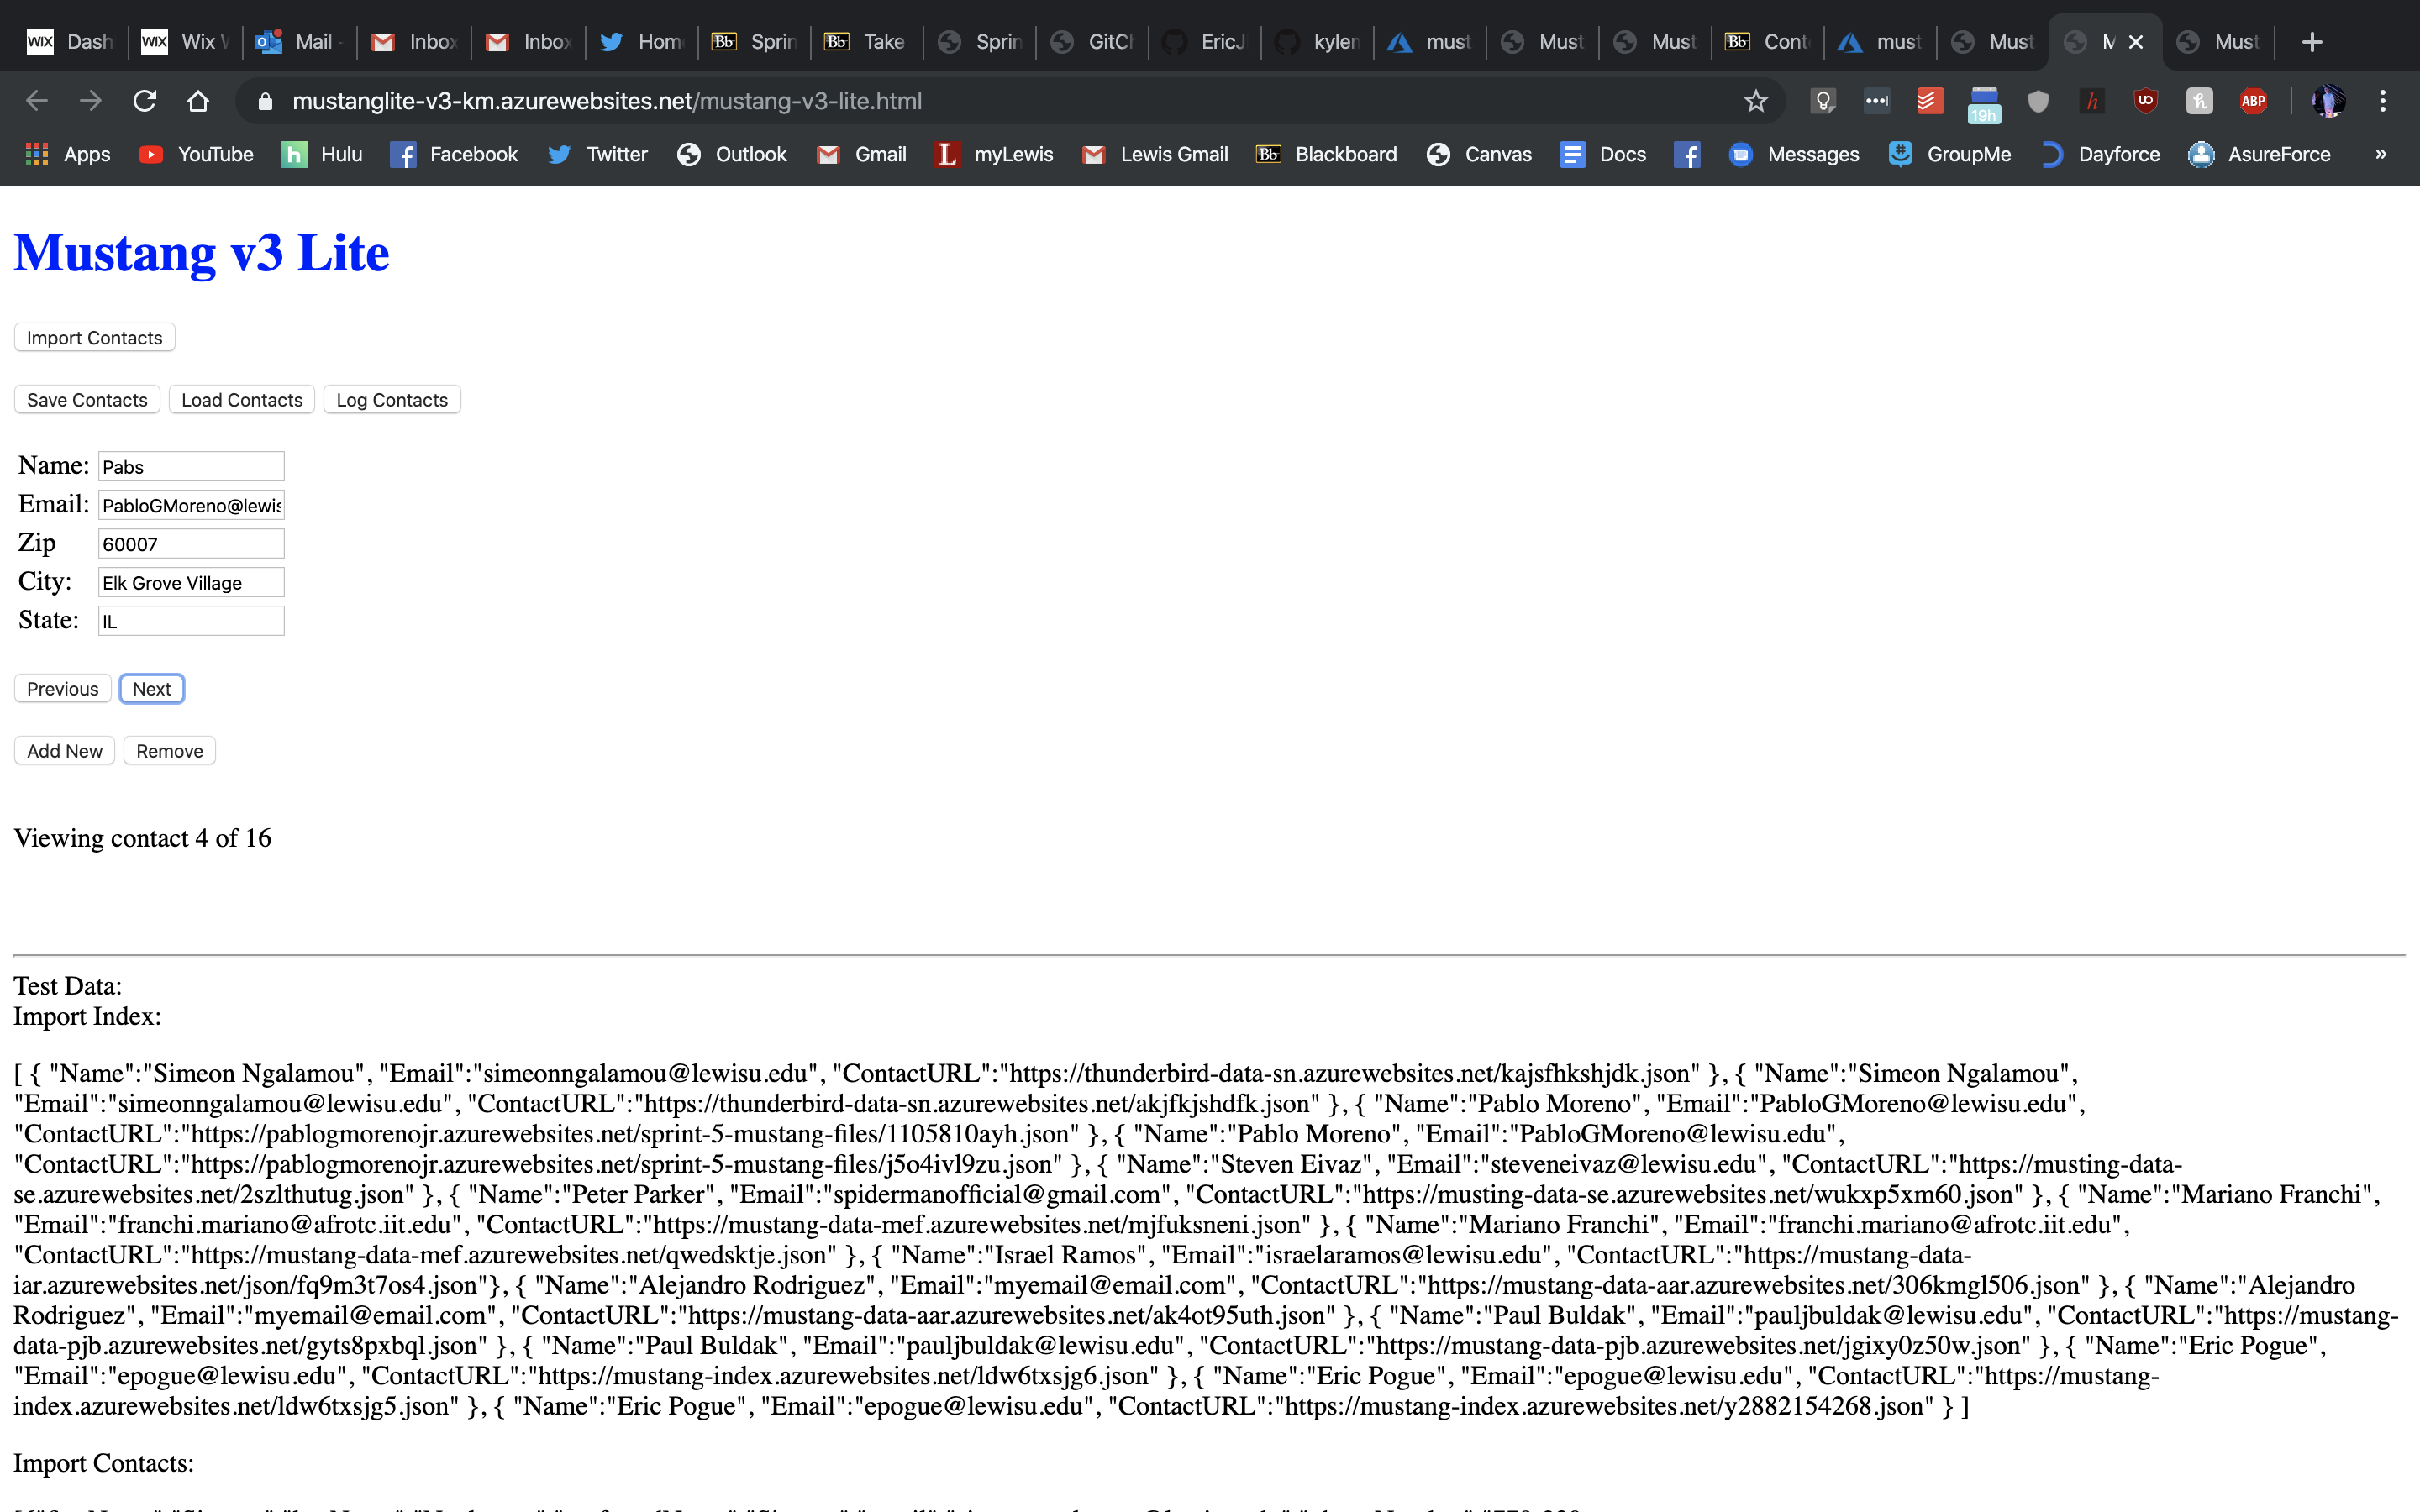 WIX Dash WIX Wix Mail - Inbox Inbox Hom Bb Sprin Bb Take Sprin GitCh EricJ kylen must Must Must Bb Cont must Must M Must
mustanglite-v3-km.azurewebsites.net/mustang-v3-lite.html 19h ABP
Apps YouTube Hulu Facebook Twitter Outlook Gmail myLewis Lewis Gmail Blackboard Canvas Docs Messages GroupMe Dayforce AsureForce »
Mustang v3 Lite
Import Contacts
Save Contacts Load Contacts Log Contacts
Name: Pabs
Email: PabloGMoreno@lewis
Zip 60007
City: Elk Grove Village
State: IL
Previous Next
Add New Remove
Viewing contact 4 of 16
Test Data:
Import Index:
[ { "Name":"Simeon Ngalamou", "Email":"simeonngalamou@lewisu.edu", "ContactURL":"https://thunderbird-data-sn.azurewebsites.net/kajsfhkshjdk.json" }, { "Name":"Simeon Ngalamou",
"Email":"simeonngalamou@lewisu.edu", "ContactURL":"https://thunderbird-data-sn.azurewebsites.net/akjfkjshdfk.json" }, { "Name":"Pablo Moreno", "Email":"PabloGMoreno@lewisu.edu",
"ContactURL":"https://pablogmorenojr.azurewebsites.net/sprint-5-mustang-files/1105810ayh.json" }, { "Name":"Pablo Moreno", "Email":"PabloGMoreno@lewisu.edu",
"ContactURL":"https://pablogmorenojr.azurewebsites.net/sprint-5-mustang-files/j5o4ivl9zu.json" }, { "Name":"Steven Eivaz", "Email":"steveneivaz@lewisu.edu", "ContactURL":"https://musting-data-
se.azurewebsites.net/2szlthutug.json" }, { "Name":"Peter Parker", "Email":"spidermanofficial@gmail.com", "ContactURL":"https://musting-data-se.azurewebsites.net/wukxp5xm60.json" }, { "Name":"Mariano Franchi",
"Email":"franchi.mariano@afrotc.iit.edu", "ContactURL":"https://mustang-data-mef.azurewebsites.net/mjfuksneni.json" }, { "Name":"Mariano Franchi", "Email":"franchi.mariano@afrotc.iit.edu",
"ContactURL":"https://mustang-data-mef.azurewebsites.net/qwedsktje.json" }, { "Name":"Israel Ramos", "Email":"israelaramos@lewisu.edu", "ContactURL":"https://mustang-data-
iar.azurewebsites.net/json/fq9m3t7os4.json"}, { "Name":"Alejandro Rodriguez", "Email":"myemail@email.com", "ContactURL":"https://mustang-data-aar.azurewebsites.net/306kmgl506.json" }, { "Name":"Alejandro
Rodriguez", "Email":"myemail@email.com", "ContactURL":"https://mustang-data-aar.azurewebsites.net/ak4ot95uth.json" }, { "Name":"Paul Buldak", "Email":"pauljbuldak@lewisu.edu", "ContactURL":"https://mustang-
data-pjb.azurewebsites.net/gyts8pxbql.json" }, { "Name":"Paul Buldak", "Email":"pauljbuldak@lewisu.edu", "ContactURL":"https://mustang-data-pjb.azurewebsites.net/jgixy0z50w.json" }, { "Name":"Eric Pogue",
"Email":"epogue@lewisu.edu", "ContactURL":"https://mustang-index.azurewebsites.net/ldw6txsjg6.json" }, { "Name":"Eric Pogue", "Email":"epogue@lewisu.edu", "ContactURL":"https://mustang-
index.azurewebsites.net/ldw6txsjg5.json" }, { "Name":"Eric Pogue", "Email":"epogue@lewisu.edu", "ContactURL":"https://mustang-index.azurewebsites.net/y2882154268.json" } ]
Import Contacts: